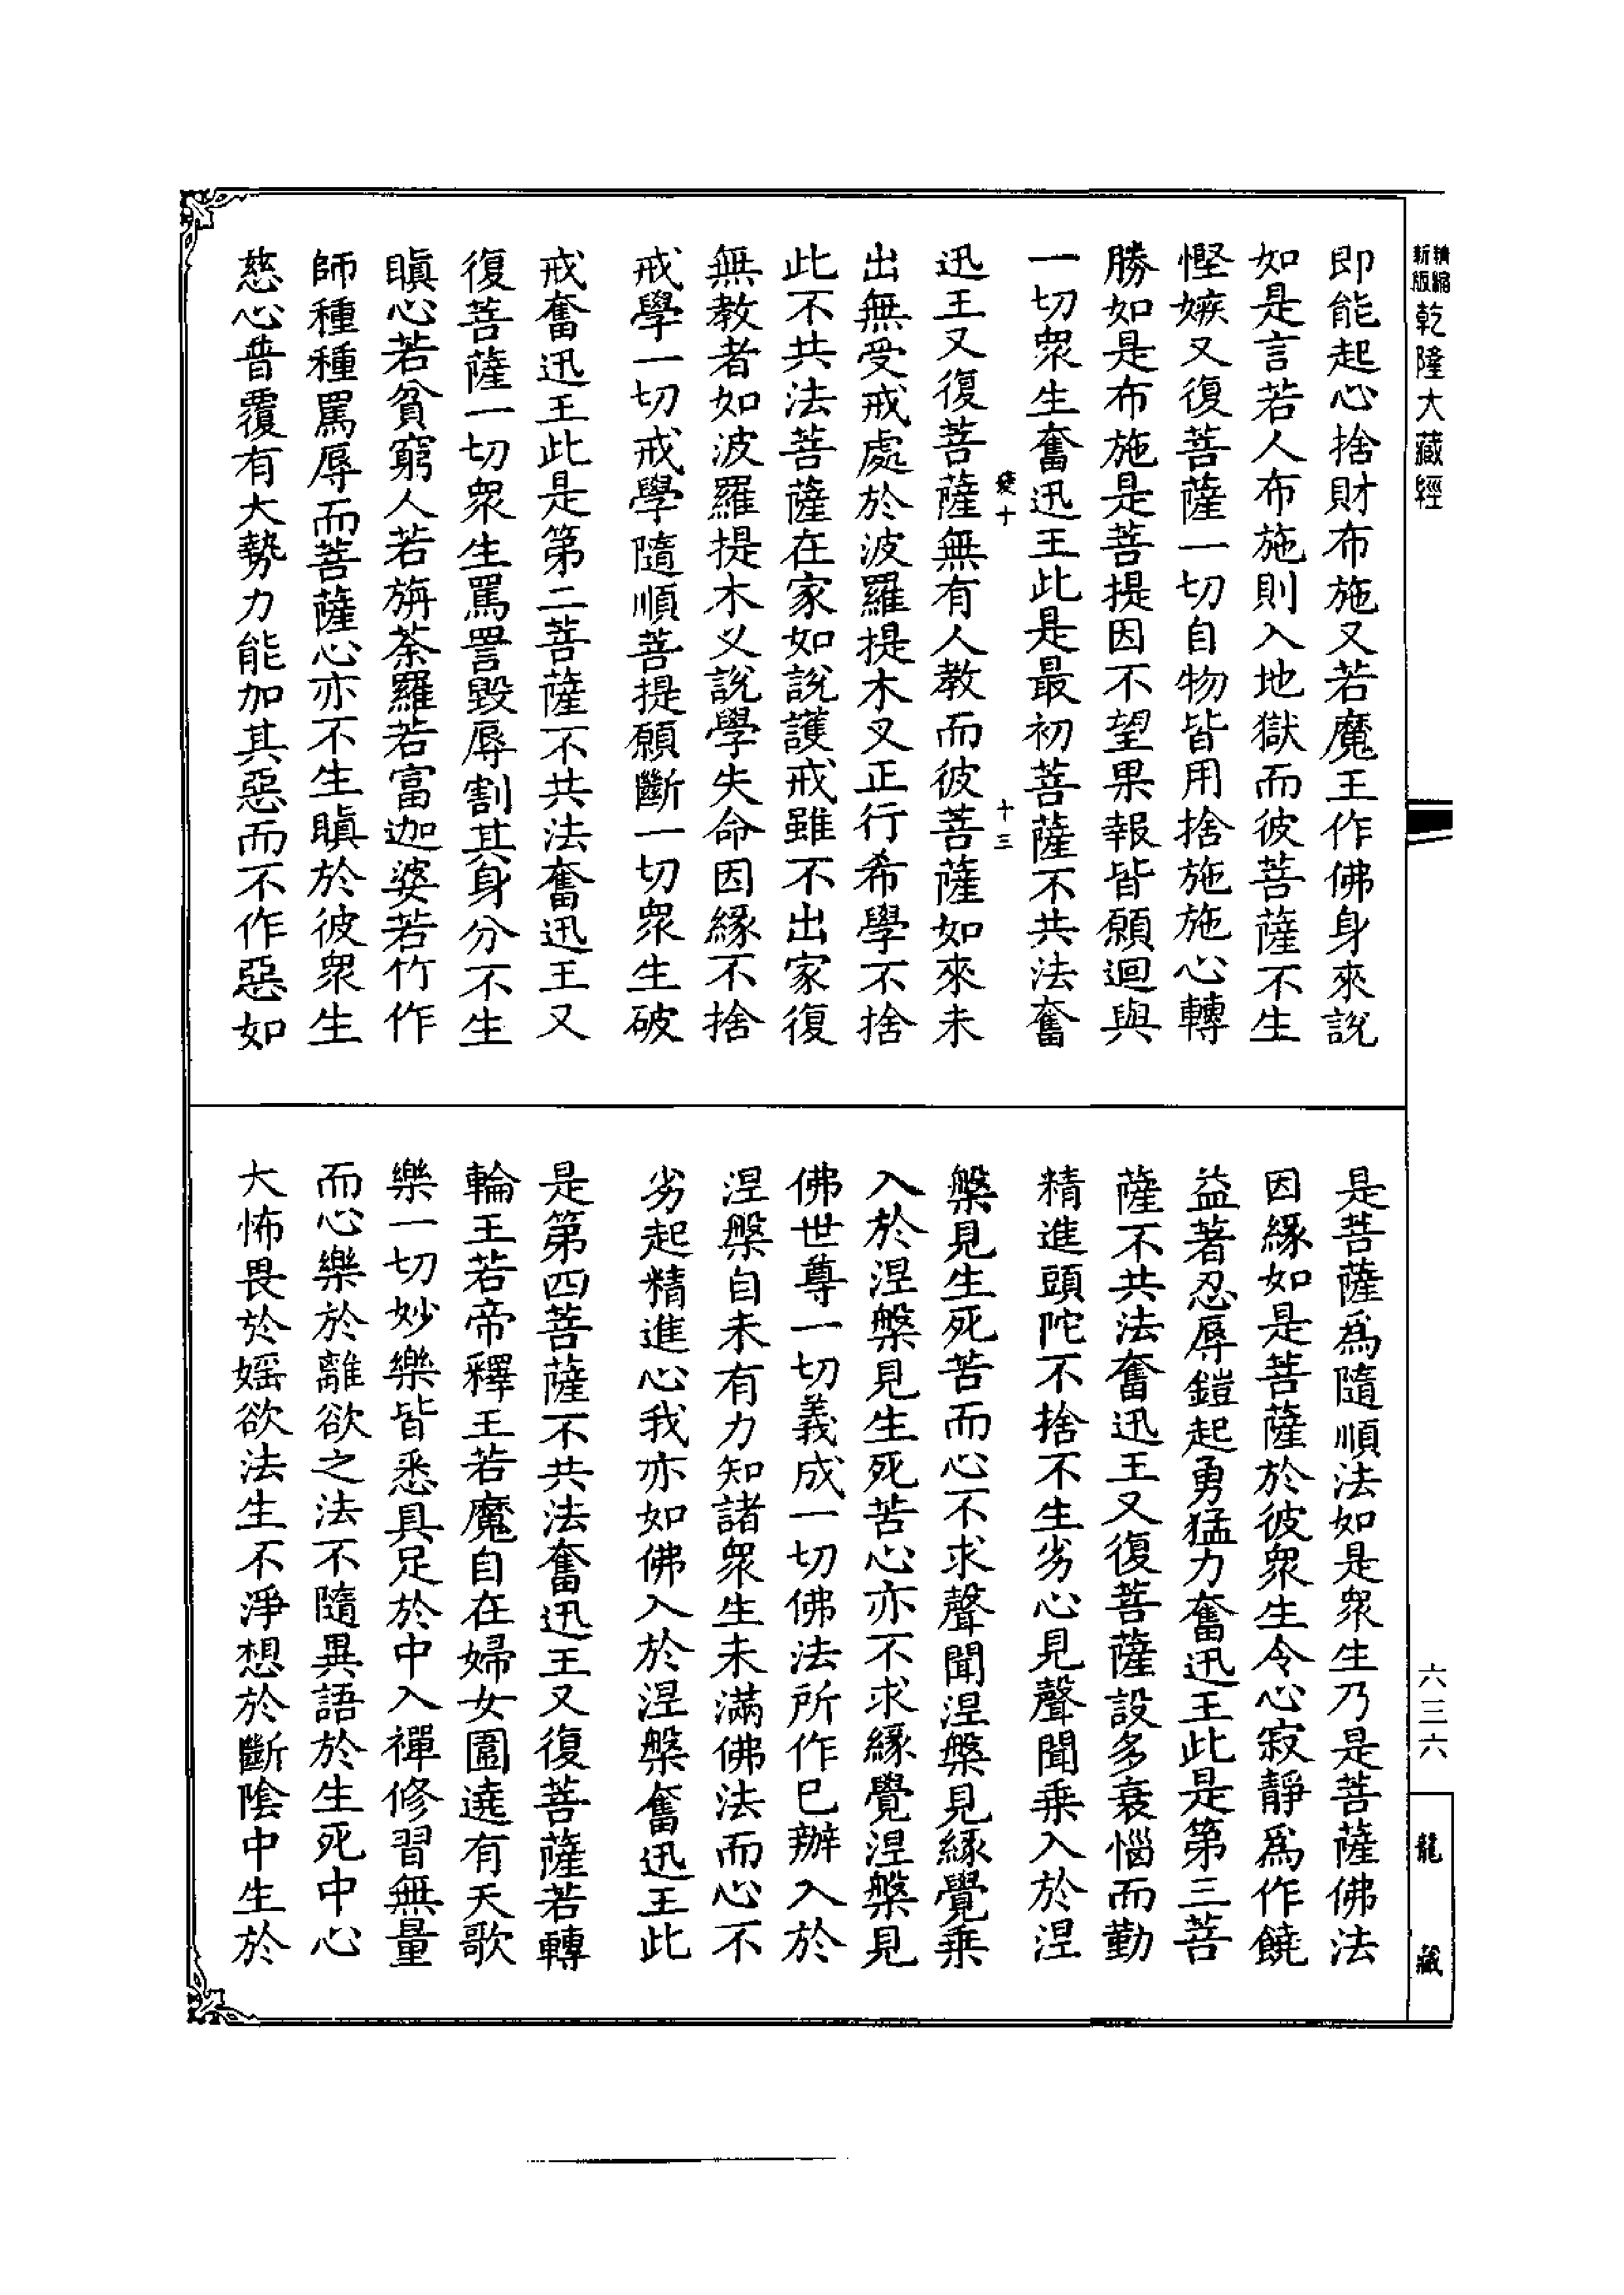 精縮
新版
乾隆大藏經
即能起心捨財布施又若魔王作佛身來說
如是言若人布施則入地獄而彼菩薩不生
慳嫉又復菩薩一切自物皆用捨施施心轉
勝如是布施是菩提因不望果報皆願迴與
一切眾生奮迅王此是最初菩薩不共法奮
十三
迅王又復菩薩無有人教而彼菩薩如來未
出無受戒處於波羅提木叉正行希學不捨
此不共法菩薩在家如說護戒雖不出家復
無教者如波羅提木义說學失命因緣不捨
戒學一切戒學隨順菩提願斷一切眾生破
戒奮迅王此是第二菩薩不共法奮迅王又
復菩薩一切眾生罵詈毀辱割其身分不生
瞋心若貧窮人若旃荼羅若富迦婆若竹作
師種種罵辱而菩薩心亦不生瞋於彼眾生
慈心普覆有大勢力能加其惡而不作惡如
是菩薩為隨順法如是眾生乃是菩薩佛法
因緣如是菩薩於彼眾生令心寂靜為作饒
益著忍辱鎧起勇猛力奮迅王此是第三菩
薩不共法奮迅王又復菩薩設多衰惱而勤
精進頭陀不捨不生劣心見聲聞乘入於涅
槃見生死苦而心不求聲聞涅槃見緣覺乘
入於涅槃見生死苦心亦不求緣覺涅槃見
佛世尊一切義成一切佛法所作已辦入於
涅槃自未有力知諸眾生未滿佛法而心不
劣起精進心我亦如佛入於涅槃奮迅王此
是第四菩薩不共法奮迅王又復菩薩若轉
輪王若帝釋王若魔自在婦女圍遶有天歌
樂一切妙樂皆悉具足於中入禪修習無量
而心樂於離欲之法不隨異語於生死中心
大怖畏於婬欲法生不淨想於斷陰中生於
六三六
龍藏